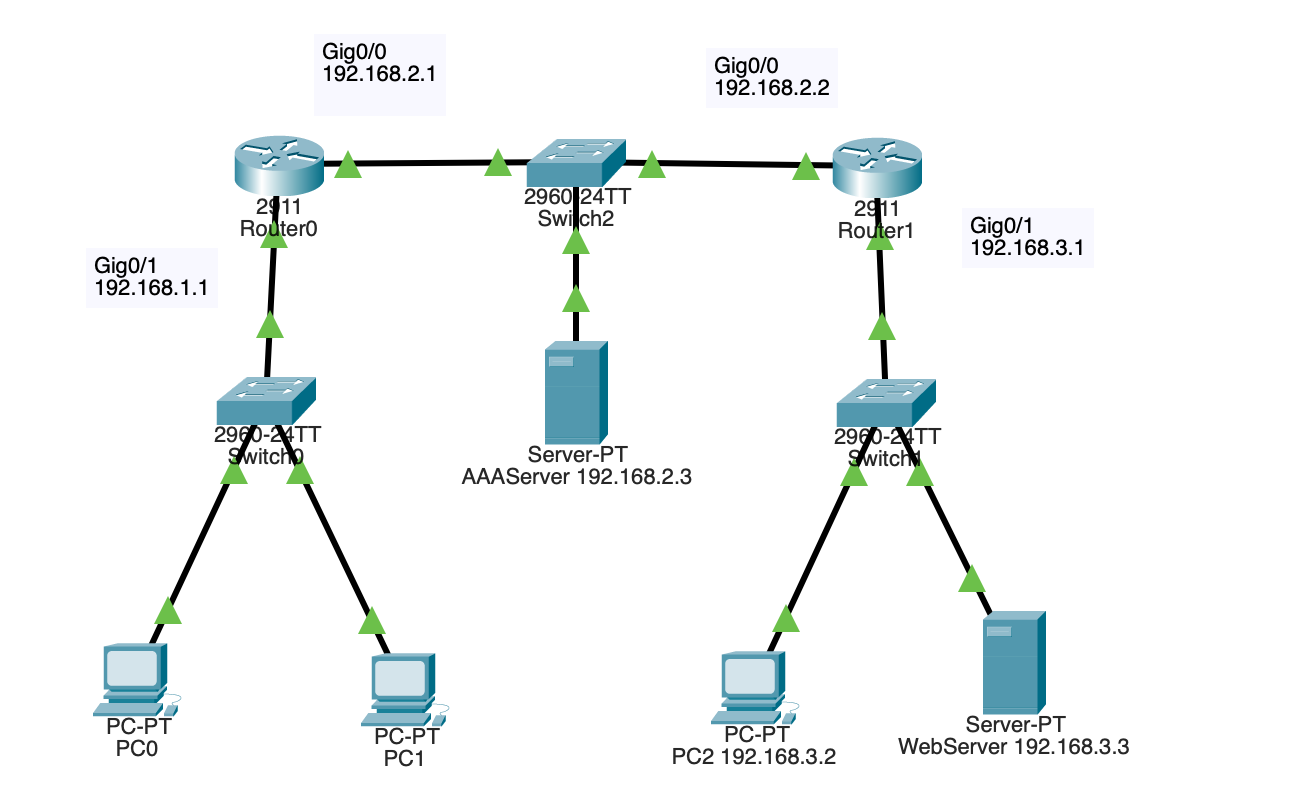 Gig0/0
192.168.2.1
Gig0/0
192.168.2.2
2911
Router0
2960-24TT
Switch2
2911
Router1
Gig0/1
192.168.3.1
Gig0/1
192.168.1.1
2960-24TT
Switch0
Server-PT
AAAServer 192.168.2.3
2960-24TT
Switch1
PC-PT
PC0
PC-PT
PC1
PC-PT
PC2 192.168.3.2
Server-PT
WebServer 192.168.3.3